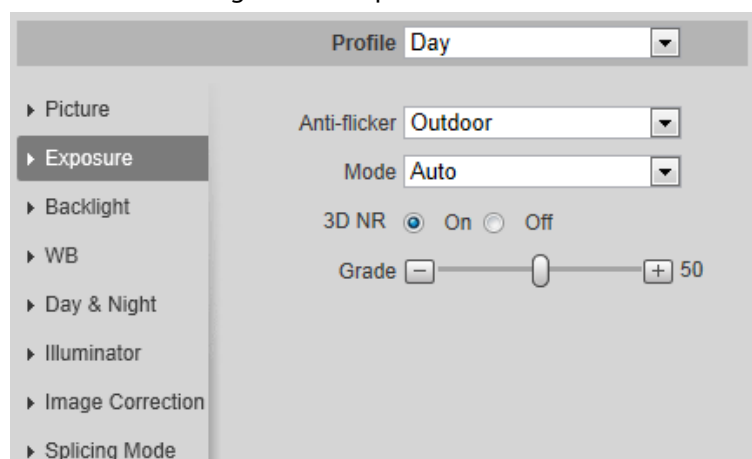 Profile Day
Picture
Anti-flicker Outdoor
Exposure
Mode Auto
Backlight
3D NR On Off
WB
Grade 50
Day & Night
Illuminator
Image Correction
Splicing Mode